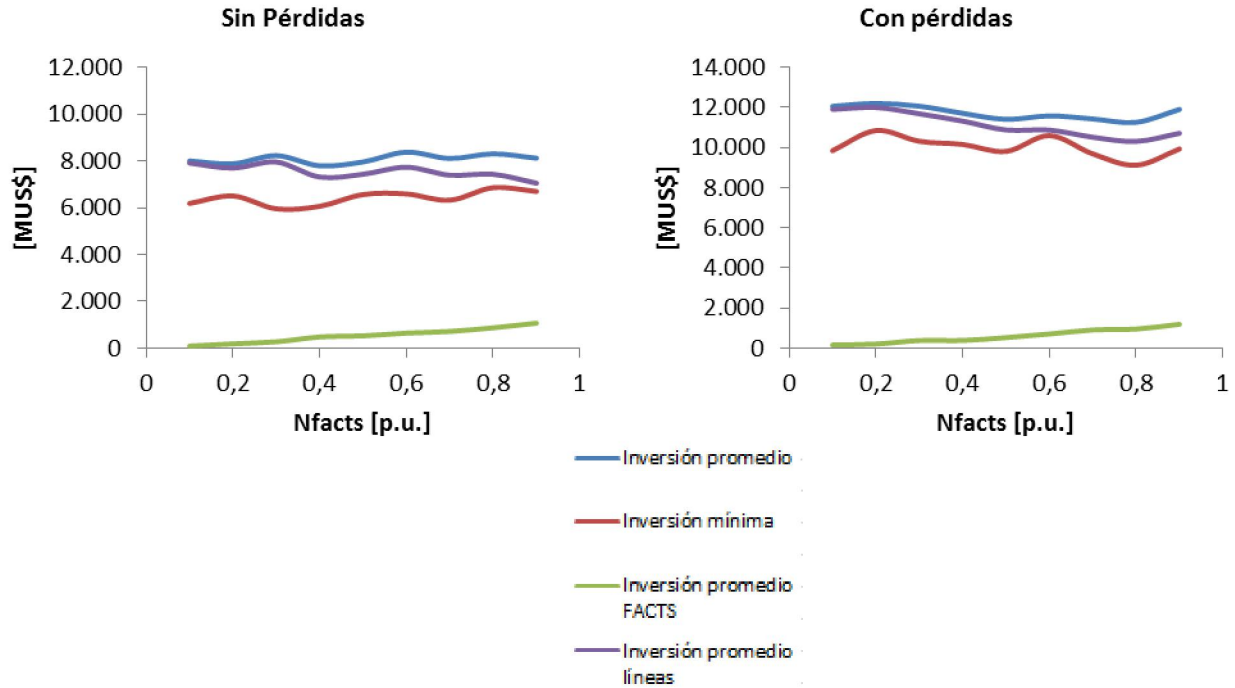 Sin Pérdidas
12.000
10.000
8.000
6.000
4.000
2.000
0
[MUS$]
0 0,2 0,4 0,6 0,8 1
Nfacts [p.u.]
Con pérdidas
14.000
12.000
10.000
8.000
6.000
4.000
2.000
0
[MUS$]
0 0,2 0,4 0,6 0,8 1
Nfacts [p.u.]
Inversión promedio
Inversión mínima
Inversión promedio
FACTS
Inversión promedio
líneas